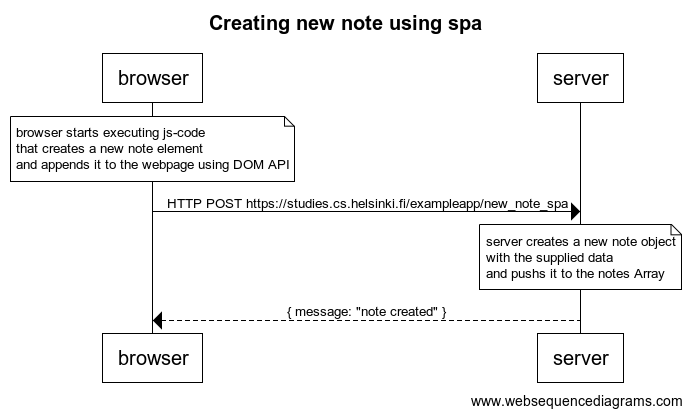 Creating new note using spa
browser
server
browser starts executing js-code
that creates a new note element
and appends it to the webpage using DOM API
HTTP POST https://studies.cs.helsinki.fi/exampleapp/new_note_spa
server creates a new note object
with the supplied data
and pushes it to the notes Array
{ message: "note created" }
browser
server
www.websequencediagrams.com